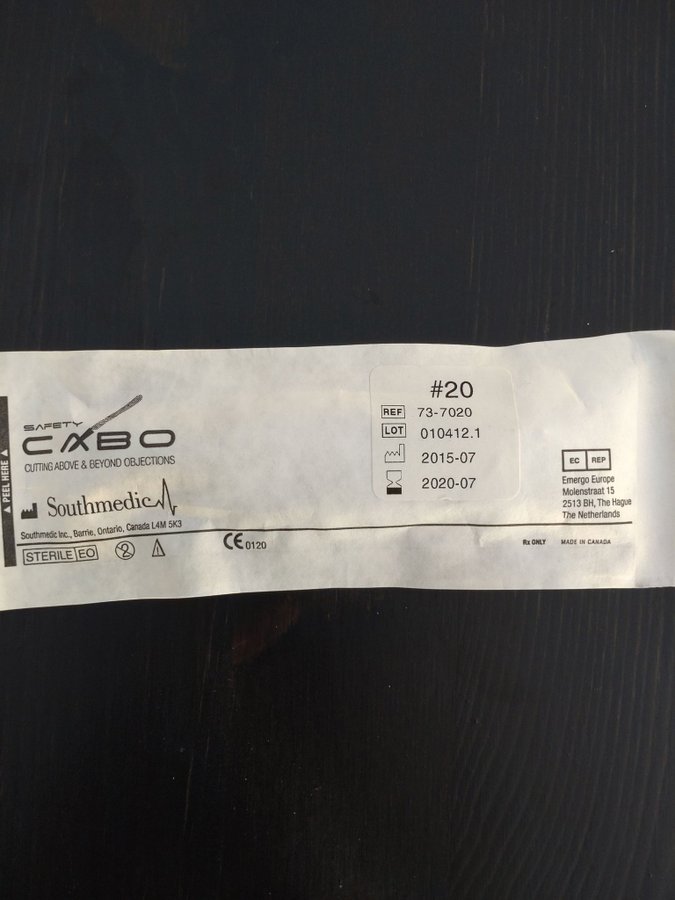 #20
REF 73-7020
LOT 010412.1
2015-07
2020-07
SAFETY
CABO
CUTTING ABOVE & BEYOND OBJECTIONS
Southmedic
Southmedic Inc., Barrie, Ontario, Canada L4M 5K3
STERILE EO
2
CE 0120
EC REP
Emergo Europe
Molenstraat 15
2513 BH, The Hague
The Netherlands
Rx ONLY MADE IN CANADA
▲ PEEL HERE ▲